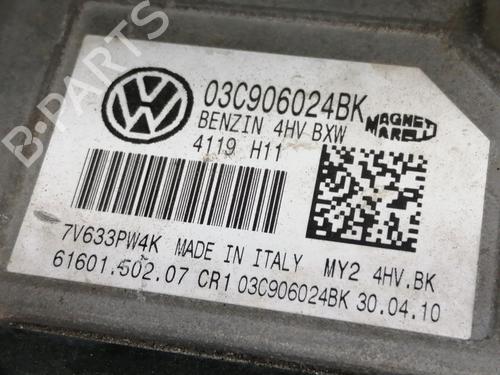 B-PARTS
03C906024BK
BENZIN 4HV BXW
MAGNETI MARELLI
4119 H11
7V633PW4K MADE IN ITALY MY2 4HV.BK
61601.502.07 CR1 03C906024BK 30.04.10